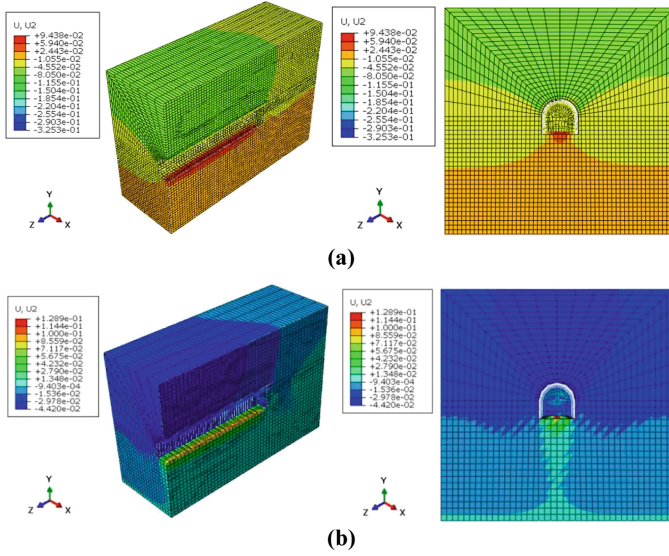 U, U2
+9.438e-02
+5.940e-02
+2.443e-02
-1.055e-02
-4.552e-02
-8.050e-02
-1.155e-01
-1.504e-01
-1.854e-01
-2.204e-01
-2.554e-01
-2.903e-01
-3.253e-01
Y
Z
X
U, U2
+9.438e-02
+5.940e-02
+2.443e-02
-1.055e-02
-4.552e-02
-8.050e-02
-1.155e-01
-1.504e-01
-1.854e-01
-2.204e-01
-2.554e-01
-2.903e-01
-3.253e-01
Y
Z
X
(a)
U, U2
+1.289e-01
+1.144e-01
+1.000e-01
+8.559e-02
+7.117e-02
+5.675e-02
+4.232e-02
+2.790e-02
+1.348e-02
-9.403e-04
-1.536e-02
-2.978e-02
-4.420e-02
Y
Z
X
U, U2
+1.289e-01
+1.144e-01
+1.000e-01
+8.559e-02
+7.117e-02
+5.675e-02
+4.232e-02
+2.790e-02
+1.348e-02
-9.403e-04
-1.536e-02
-2.978e-02
-4.420e-02
Y
Z
X
(b)